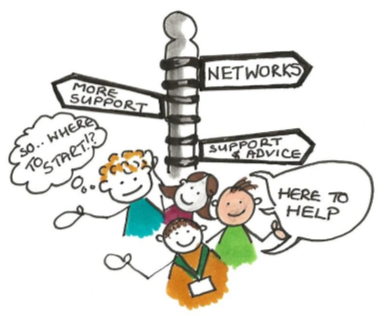 NETWORKS
MORE
SUPPORT
SUPPORT
& ADVICE
SO.. WHERE
TO
START!?
HERE TO
HELP